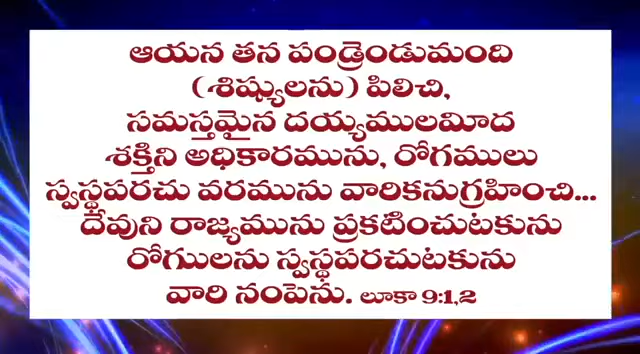 ఆయన తన పండ్రెండుమంది
(శిష్యులను) పిలిచి,
సమస్తమైన దయ్యములమీద
శక్తిని అధికారమును, రోగములు
స్వస్థపరచు వరమును వారికనుగ్రహించి...
దేవుని రాజ్యమును ప్రకటించుటకును
రోగులను స్వస్థపరచుటకును
వారి నంపెను. లూకా 9:1,2